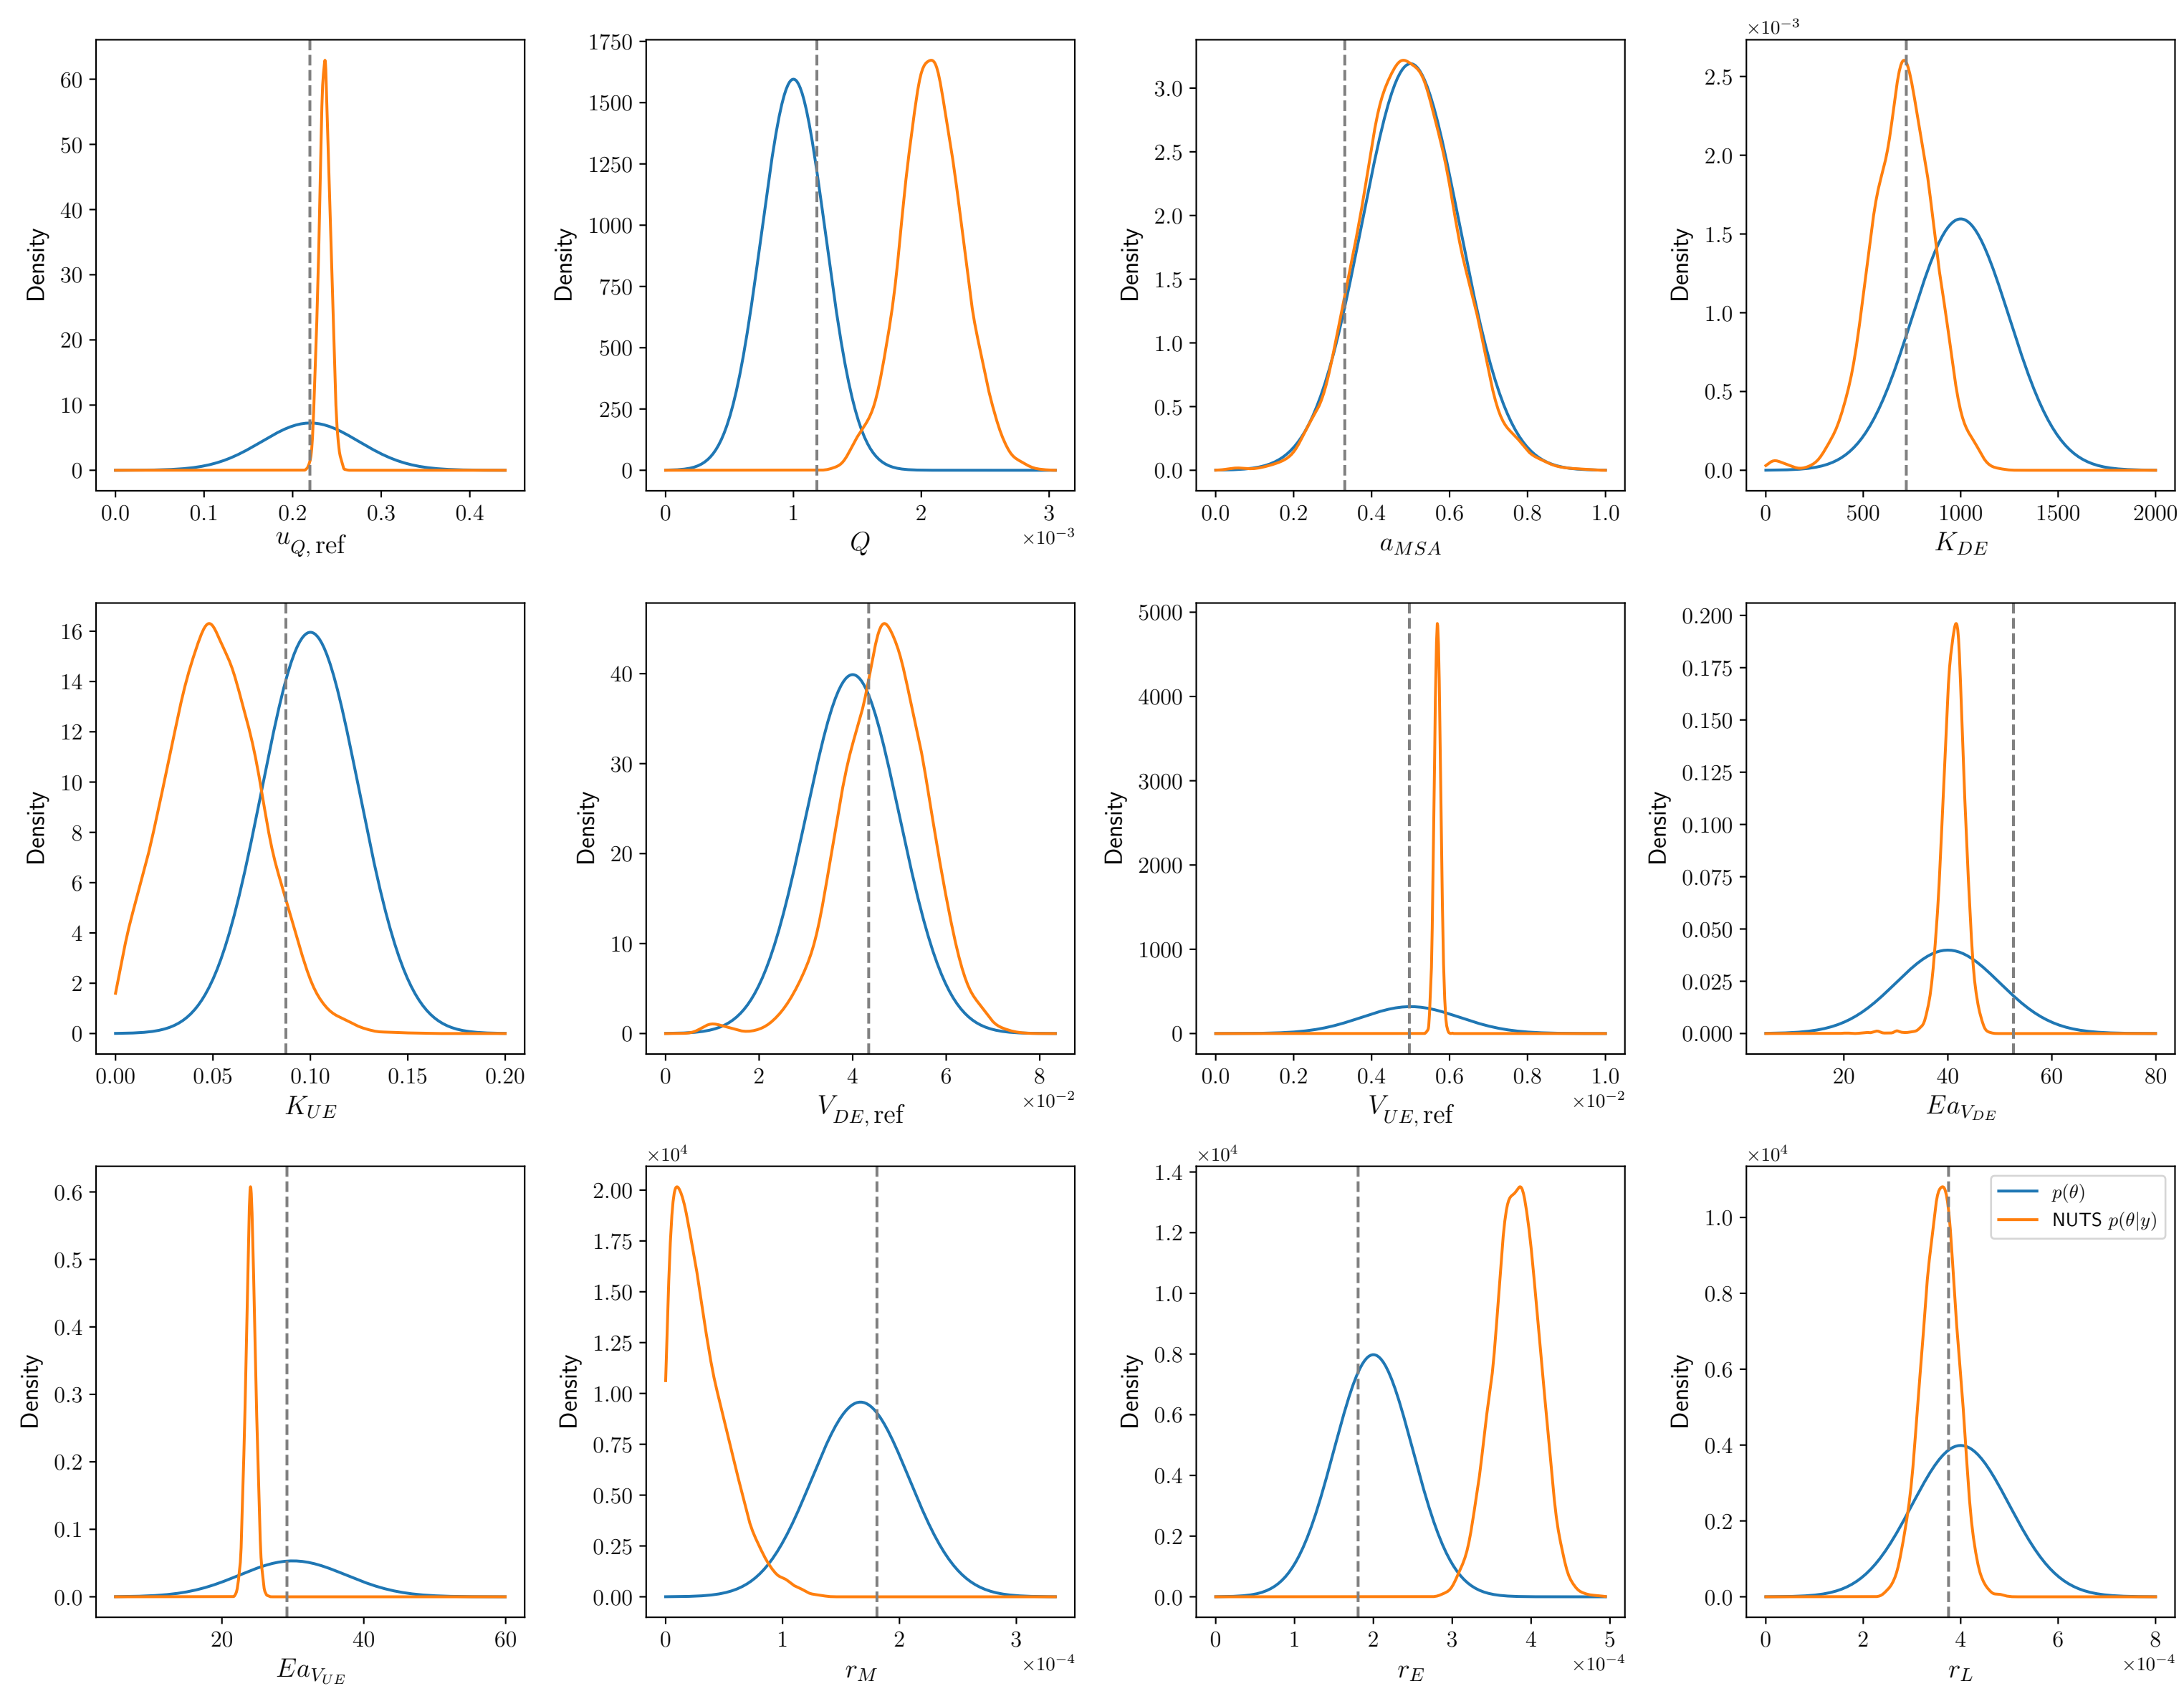 ×10⁻³
Density
60
50
40
30
20
10
0
0.0 0.1 0.2 0.3 0.4
u_{Q,ref}
Density
1750
1500
1250
1000
750
500
250
0
0 1 2 3
×10⁻³
Q
Density
3.0
2.5
2.0
1.5
1.0
0.5
0.0
0.0 0.2 0.4 0.6 0.8 1.0
a_{MSA}
Density
2.5
2.0
1.5
1.0
0.5
0.0
0 500 1000 1500 2000
K_{DE}
Density
16
14
12
10
8
6
4
2
0
0.00 0.05 0.10 0.15 0.20
K_{UE}
Density
40
30
20
10
0
0 2 4 6 8
×10⁻²
V_{DE,ref}
Density
5000
4000
3000
2000
1000
0
0.0 0.2 0.4 0.6 0.8 1.0
×10⁻²
V_{UE,ref}
Density
0.200
0.175
0.150
0.125
0.100
0.075
0.050
0.025
0.000
20 40 60 80
Ea_{V_{DE}}
Density
0.6
0.5
0.4
0.3
0.2
0.1
0.0
20 40 60
Ea_{V_{UE}}
×10⁴
Density
2.00
1.75
1.50
1.25
1.00
0.75
0.50
0.25
0.00
0 1 2 3
×10⁻⁴
r_M
×10⁴
Density
1.4
1.2
1.0
0.8
0.6
0.4
0.2
0.0
0 1 2 3 4 5
×10⁻⁴
r_E
×10⁴
Density
1.0
0.8
0.6
0.4
0.2
0.0
0 2 4 6 8
×10⁻⁴
r_L
p(θ)
NUTS p(θ|y)